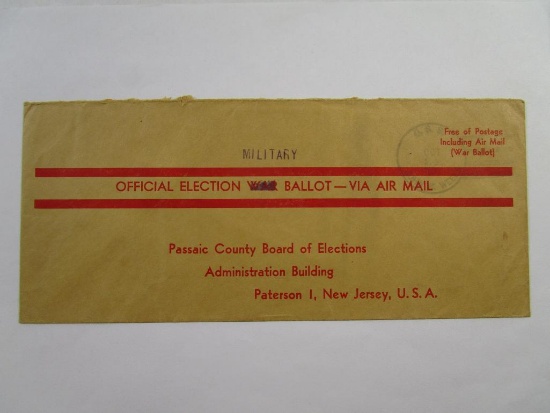 Free of Postage
Including Air Mail
(War Ballot)
MILITARY
OFFICIAL ELECTION WAR BALLOT—VIA AIR MAIL
Passaic County Board of Elections
Administration Building
Paterson 1, New Jersey, U. S. A.